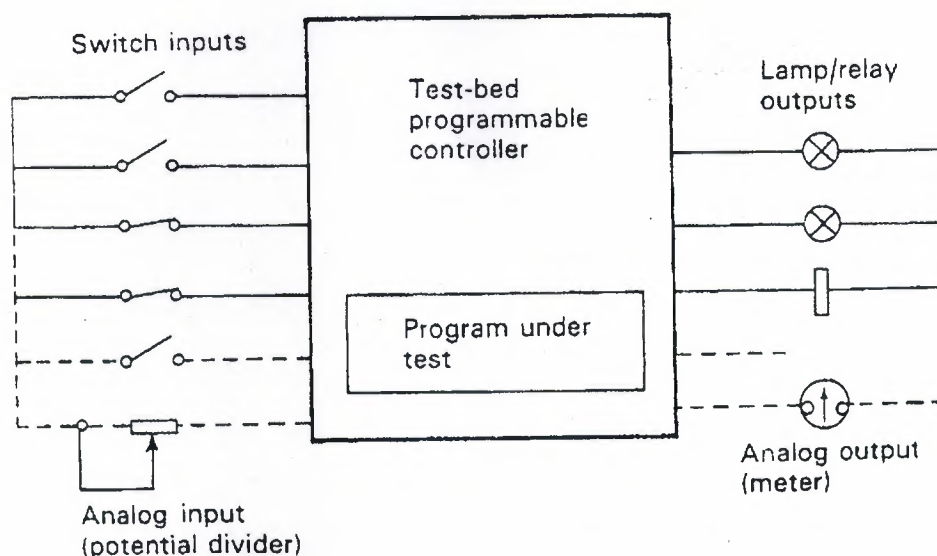 Switch inputs
Test-bed
programmable
controller
Lamp/relay
outputs
Program under
test
Analog output
(meter)
Analog input
(potential divider)